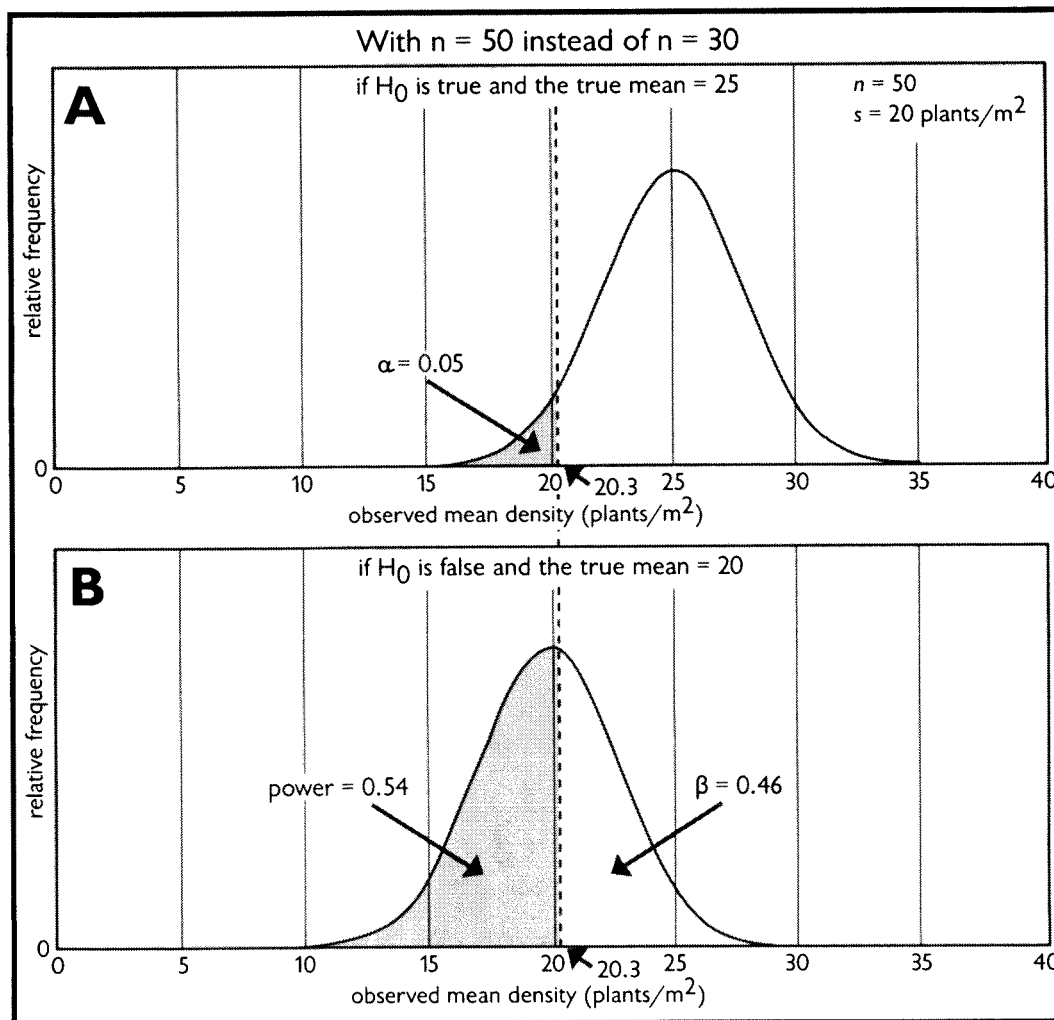 With n = 50 instead of n = 30
A
if H0 is true and the true mean = 25
n = 50
s = 20 plants/m2
relative frequency
α = 0.05
0
0 5 10 15 20 25 30 35 40
20.3
observed mean density (plants/m2)
B
if H0 is false and the true mean = 20
relative frequency
power = 0.54
β = 0.46
0
0 5 10 15 20 25 30 35 40
20.3
observed mean density (plants/m2)